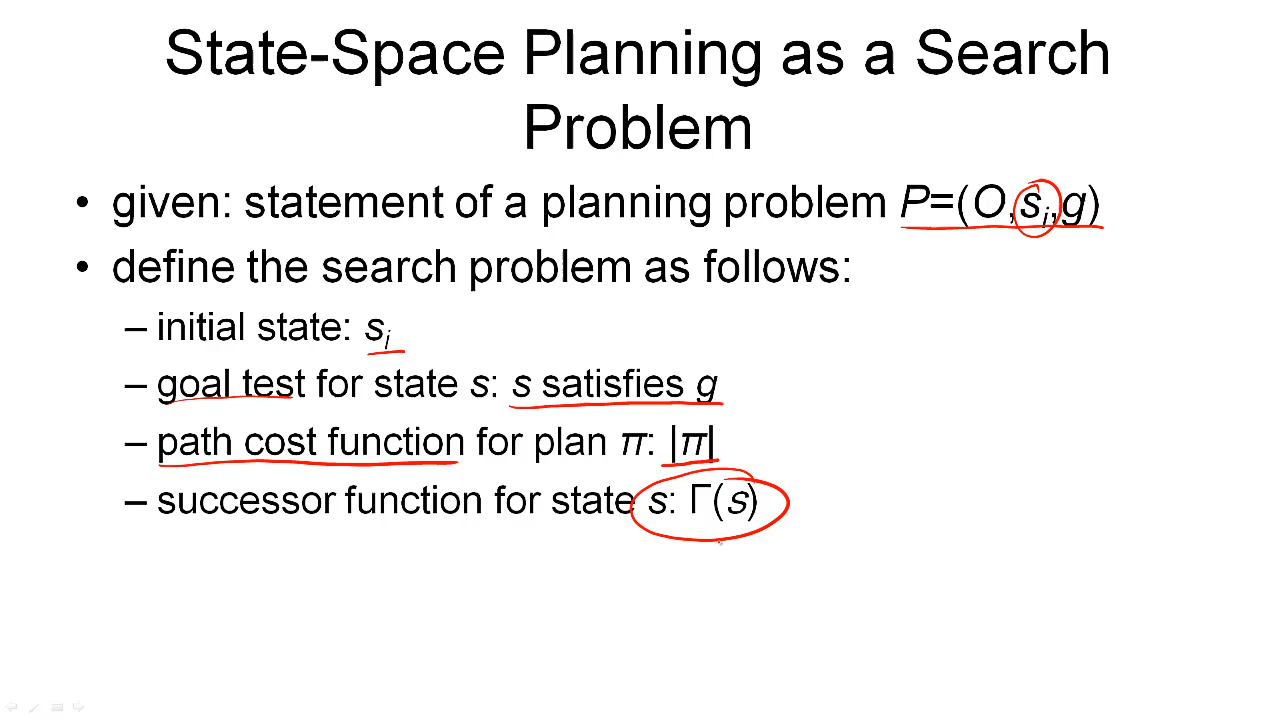 State-Space Planning as a Search
Problem
• given: statement of a planning problem P=(O,sᵢ,g)
• define the search problem as follows:
– initial state: sᵢ
– goal test for state s: s satisfies g
– path cost function for plan π: |π|
– successor function for state s: Γ(s)